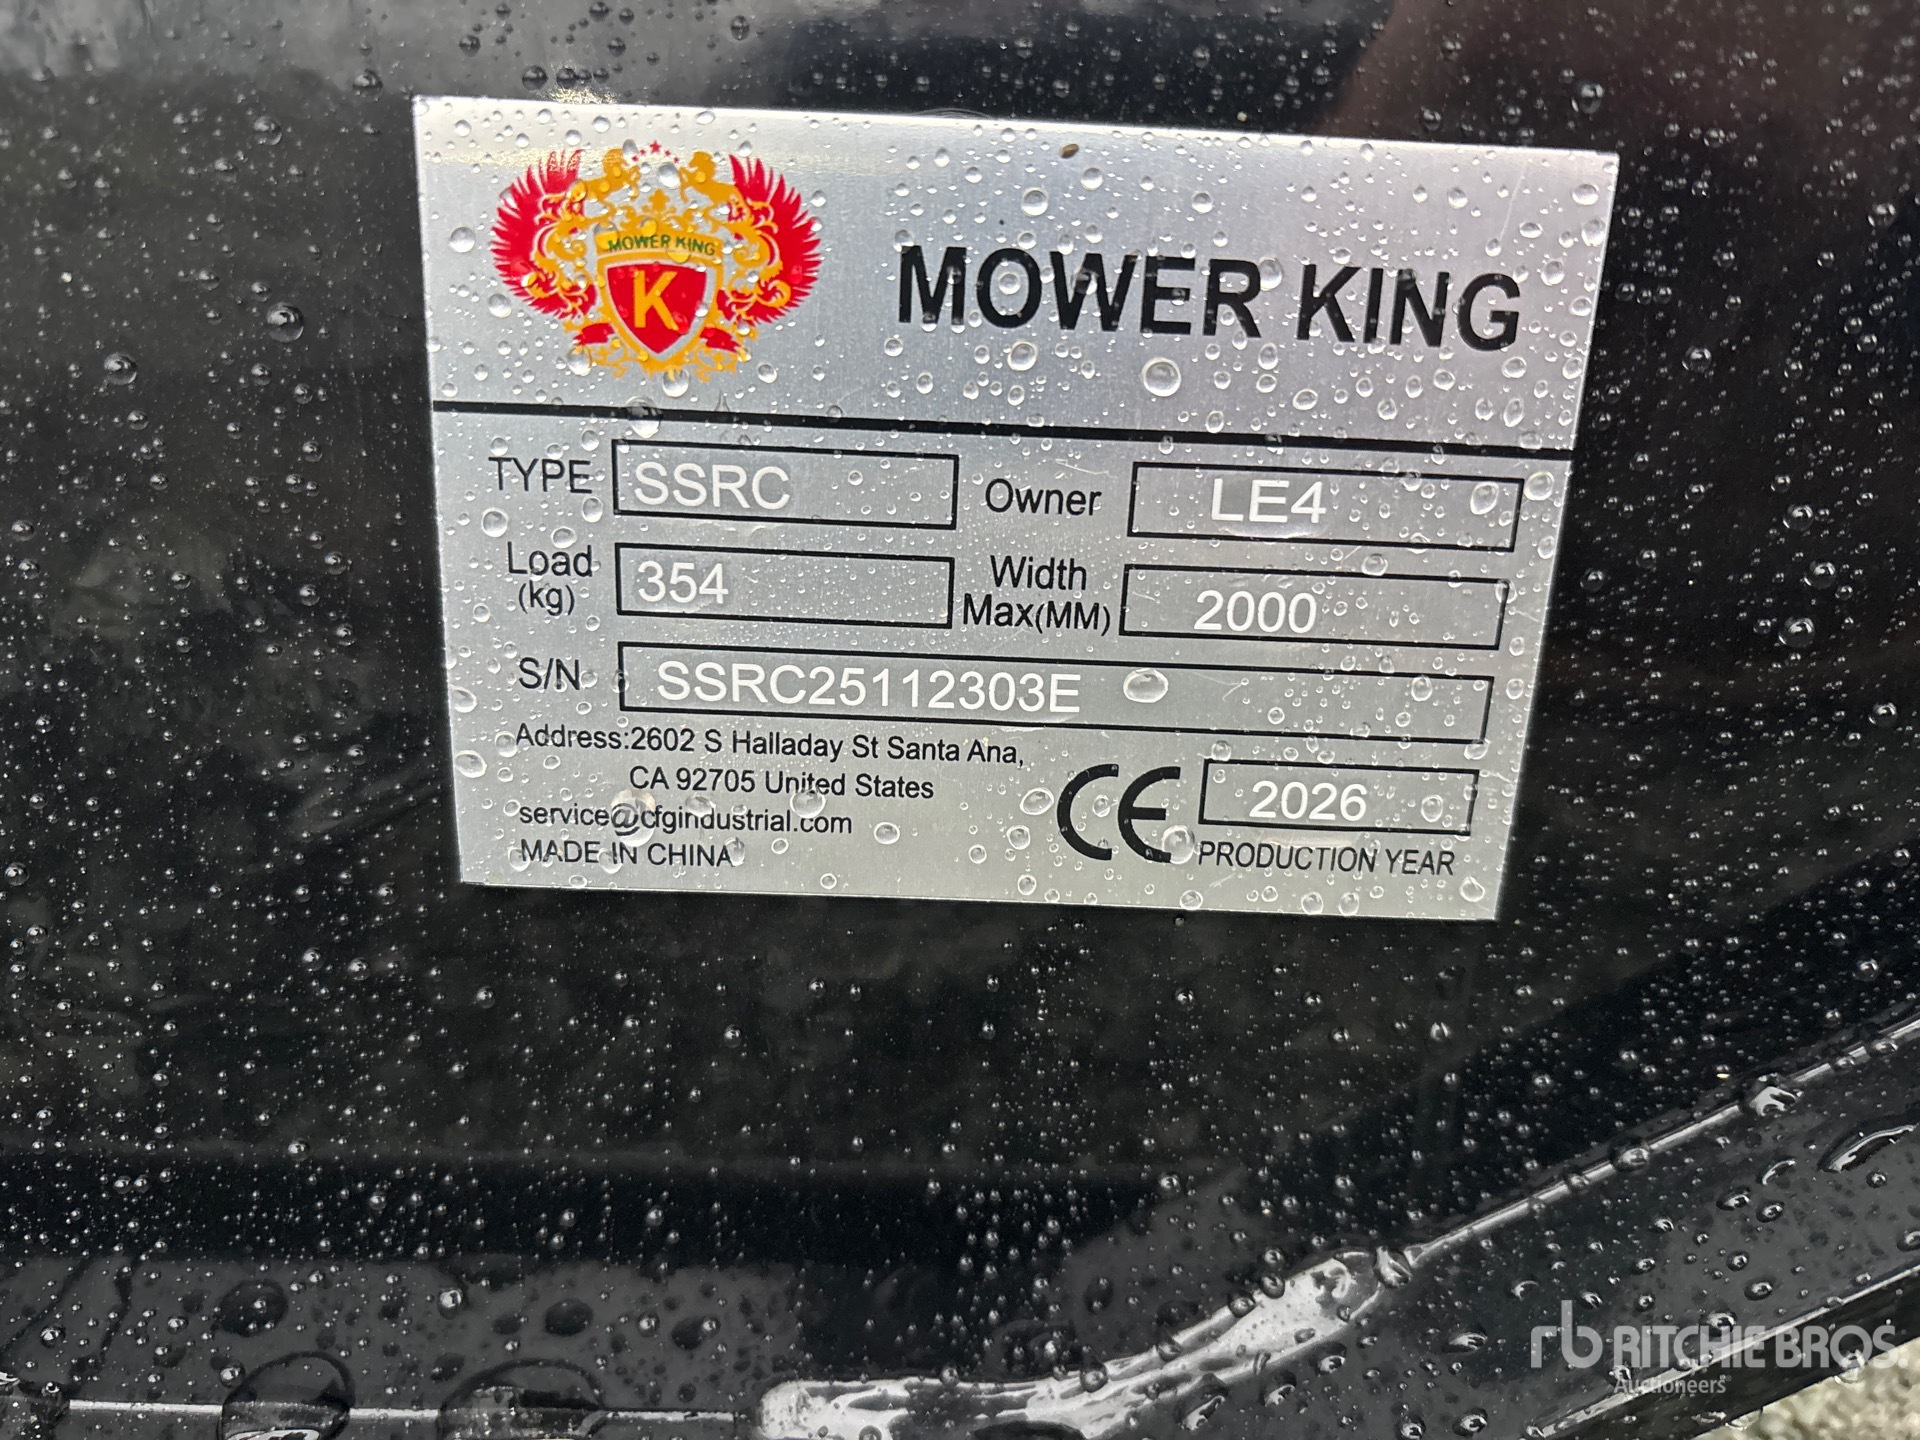 MOWER KING
K
MOWER KING
TYPE SSRC Owner LE4
Load (kg) 354 Width Max(MM) 2000
S/N SSRC25112303E
Address:2602 S Halladay St Santa Ana,
CA 92705 United States
service@cfgindustrial.com
MADE IN CHINA
CE 2026
PRODUCTION YEAR
rb RITCHIE BROS.
Auctioneers